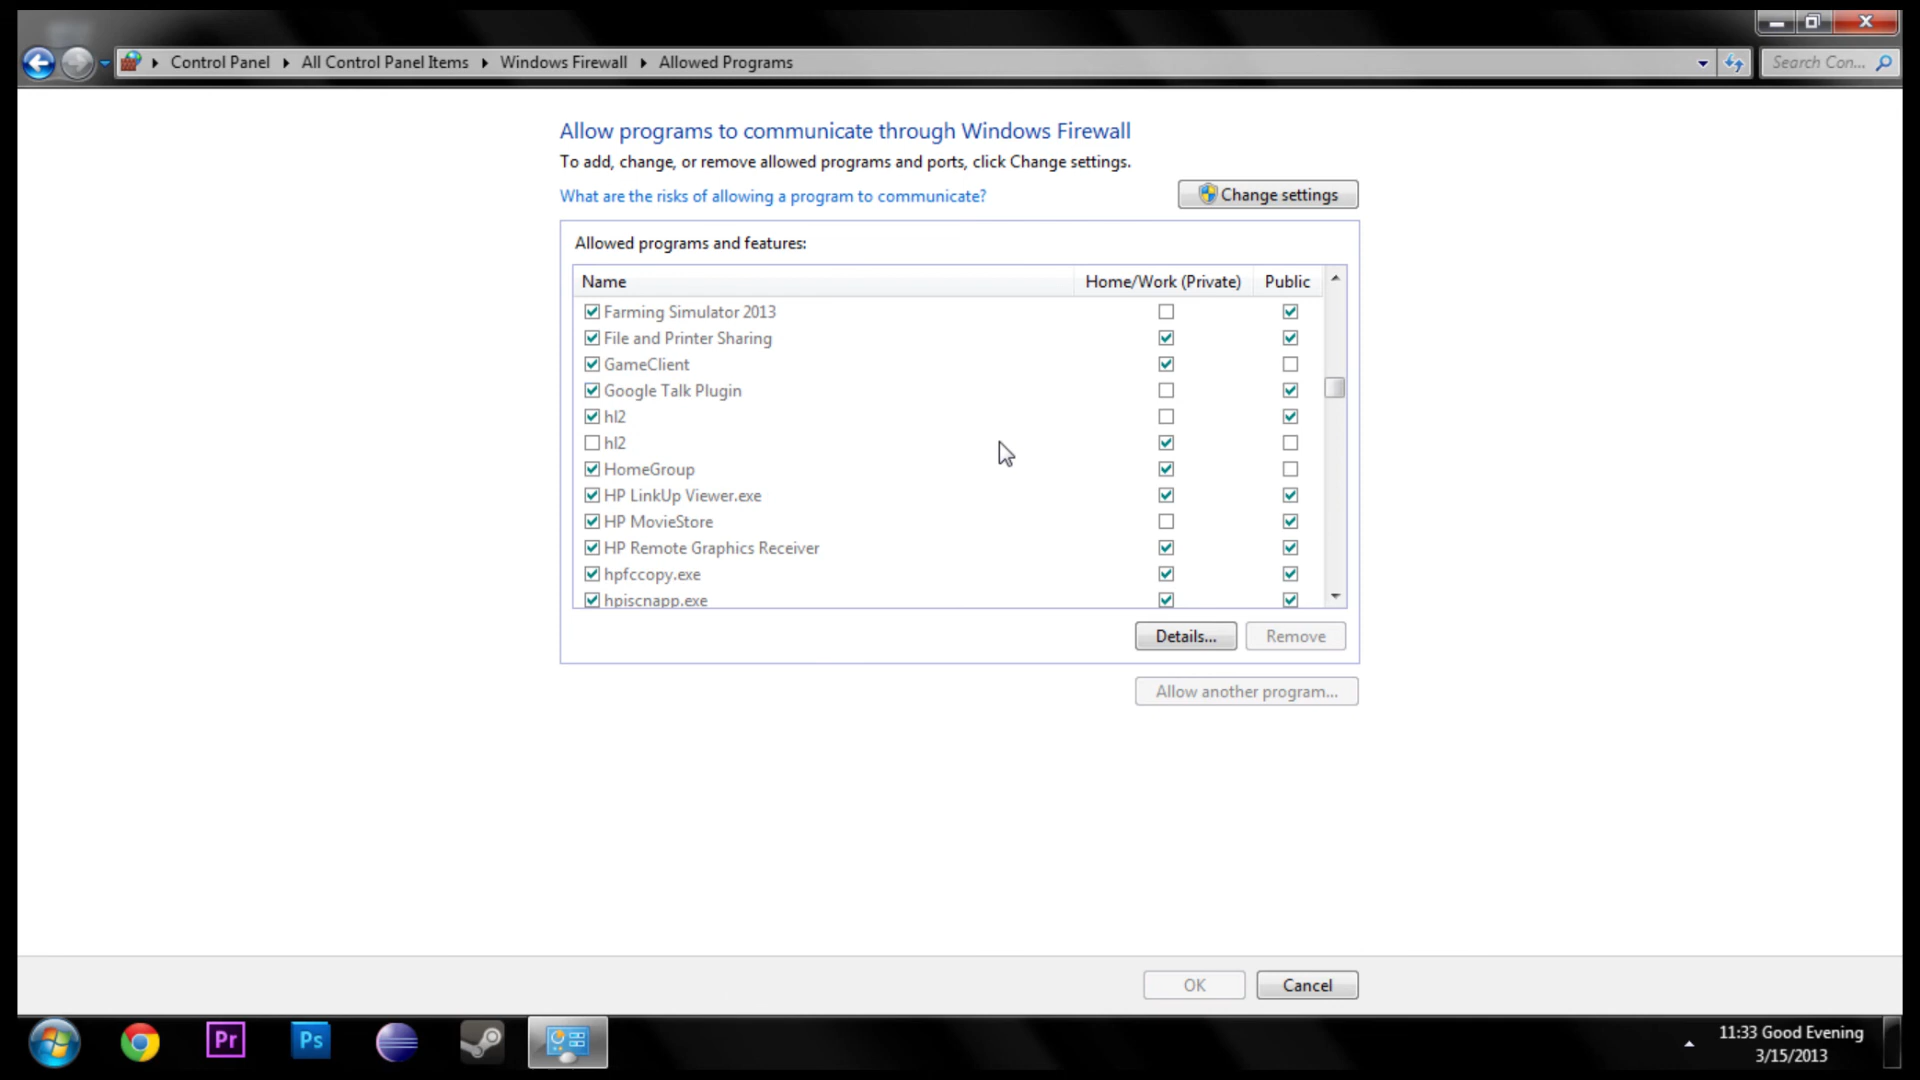 Control Panel All Control Panel Items Windows Firewall Allowed Programs
Search Con...
Allow programs to communicate through Windows Firewall
To add, change, or remove allowed programs and ports, click Change settings.
What are the risks of allowing a program to communicate?
Change settings
Allowed programs and features:
Name Home/Work (Private) Public
Farming Simulator 2013
File and Printer Sharing
GameClient
Google Talk Plugin
hl2
hl2
HomeGroup
HP LinkUp Viewer.exe
HP MovieStore
HP Remote Graphics Receiver
hpfccopy.exe
hpiscnapp.exe
Details... Remove
Allow another program...
OK Cancel
Pr
Ps
11:33 Good Evening
3/15/2013